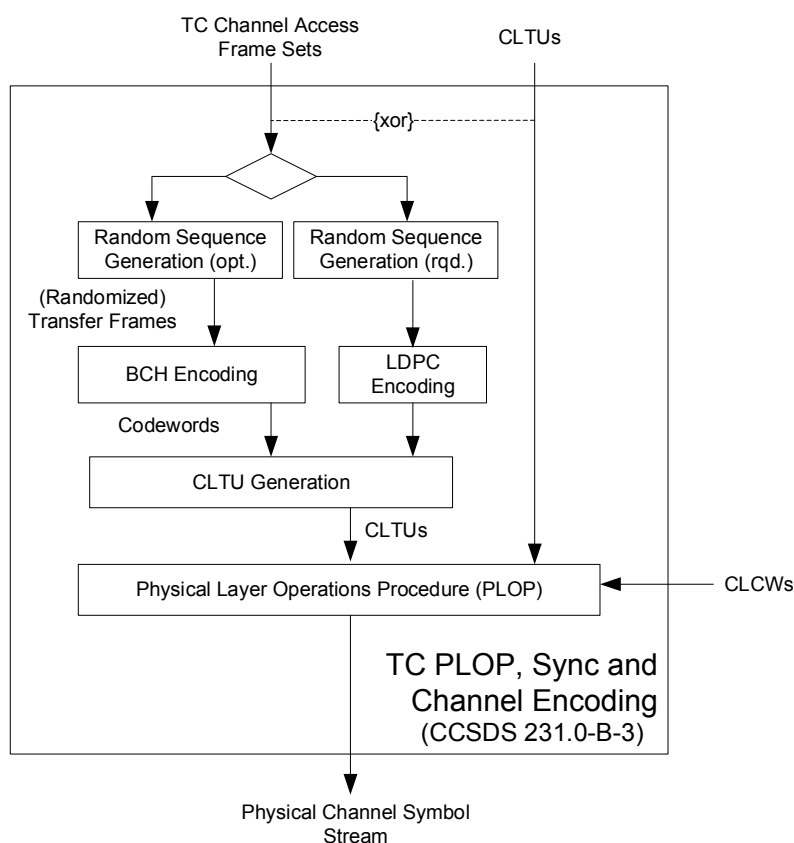 TC Channel Access
Frame Sets
CLTUs
{xor}
Random Sequence
Generation (opt.)
Random Sequence
Generation (rqd.)
(Randomized)
Transfer Frames
BCH Encoding
LDPC
Encoding
Codewords
CLTU Generation
CLTUs
Physical Layer Operations Procedure (PLOP)
CLCWs
TC PLOP, Sync and
Channel Encoding
(CCSDS 231.0-B-3)
Physical Channel Symbol
Stream